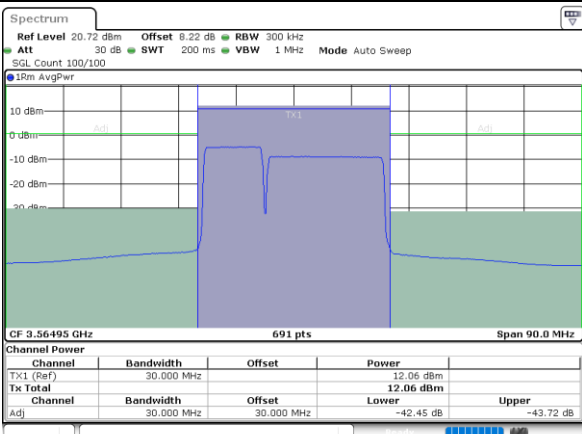 Spectrum
Ref Level 20.72 dBm Offset 8.22 dB RBW 300 kHz
Att 30 dB SWT 200 ms VBW 1 MHz Mode Auto Sweep
SGL Count 100/100
1Rm AvgPwr
10 dBm
TX1
Adj Adj
0 dBm
-10 dBm
-20 dBm
-30 dBm
CF 3.56495 GHz 691 pts Span 90.0 MHz
Channel Power
Channel Bandwidth Offset Power
TX1 (Ref) 30.000 MHz 12.06 dBm
Tx Total 12.06 dBm
Channel Bandwidth Offset Lower Upper
Adj 30.000 MHz 30.000 MHz -42.45 dB -43.72 dB